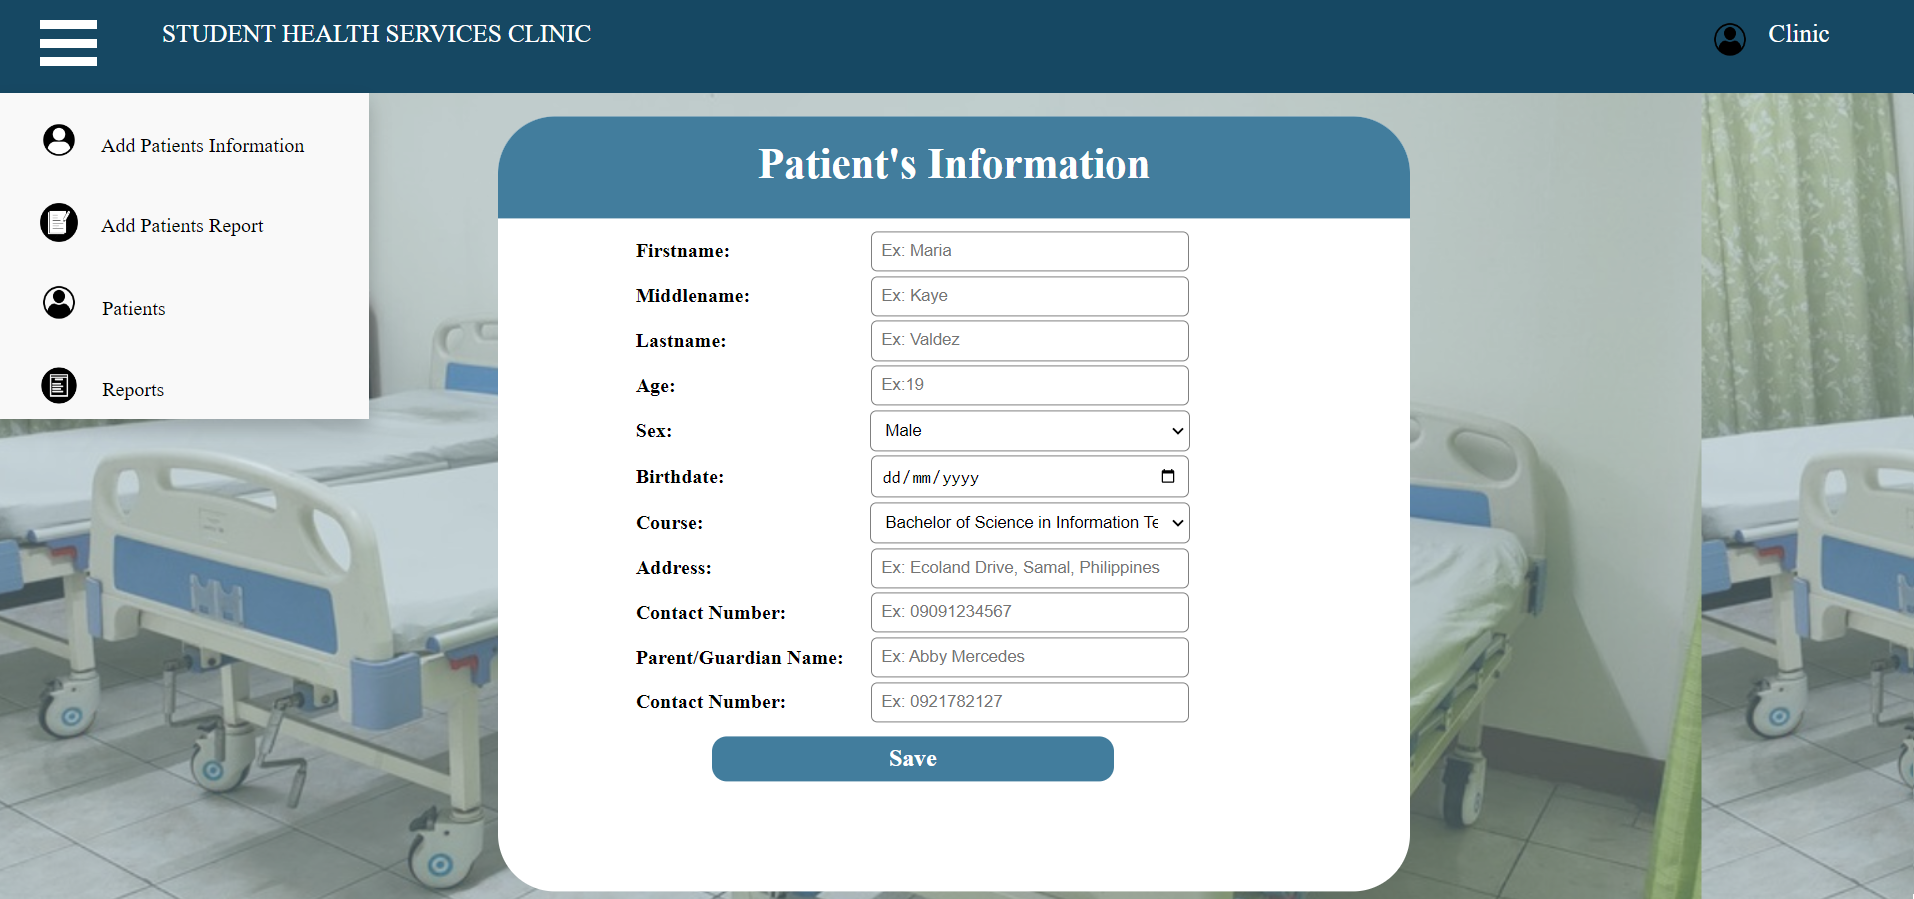 STUDENT HEALTH SERVICES CLINIC
Clinic
Add Patients Information
Add Patients Report
Patients
Reports
Patient's Information
Firstname: Ex: Maria
Middlename: Ex: Kaye
Lastname: Ex: Valdez
Age: Ex:19
Sex: Male
Birthdate: dd/mm/yyyy
Course: Bachelor of Science in Information Te
Address: Ex: Ecoland Drive, Samal, Philippines
Contact Number: Ex: 09091234567
Parent/Guardian Name: Ex: Abby Mercedes
Contact Number: Ex: 0921782127
Save